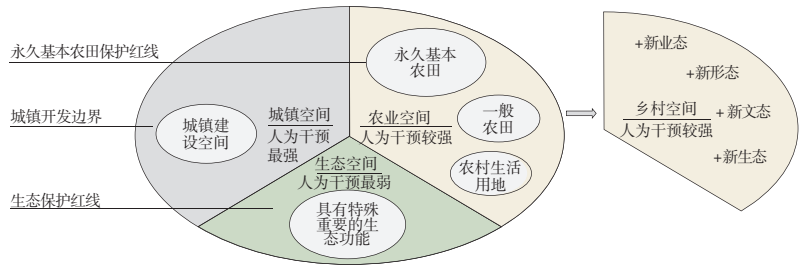 永久基本农田保护红线
城镇开发边界
生态保护红线
城镇建
设空间
城镇空间
人为干预
最强
永久基本
农田
农业空间
人为干预较强
一般
农田
农村生活
用地
生态空间
人为干预最弱
具有特殊
重要的生
态功能
+新业态
+新形态
乡村空间
人为干预较强
+ 新文态
+新生态